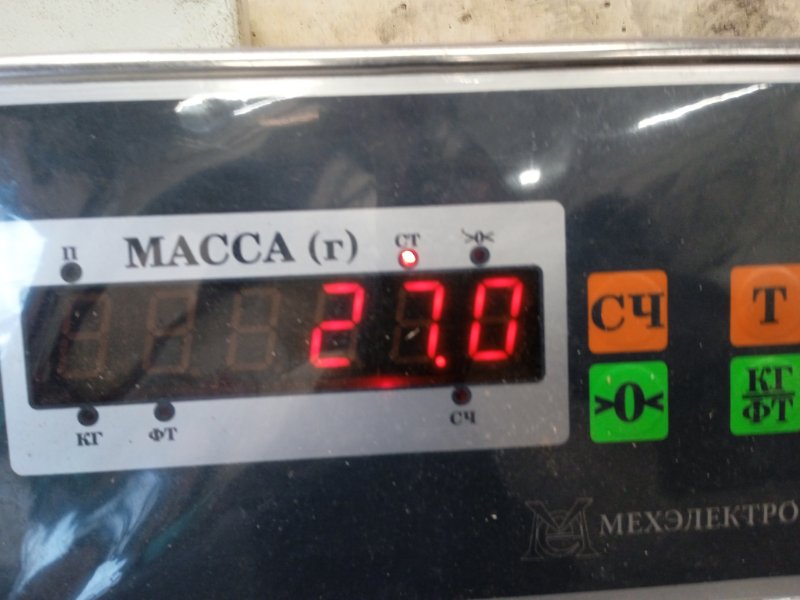 П МАССА (г) СТ >0<
27.0
КГ ФТ СЧ
СЧ Т
>0< КГ
ФТ
МЕХЭЛЕКТРО